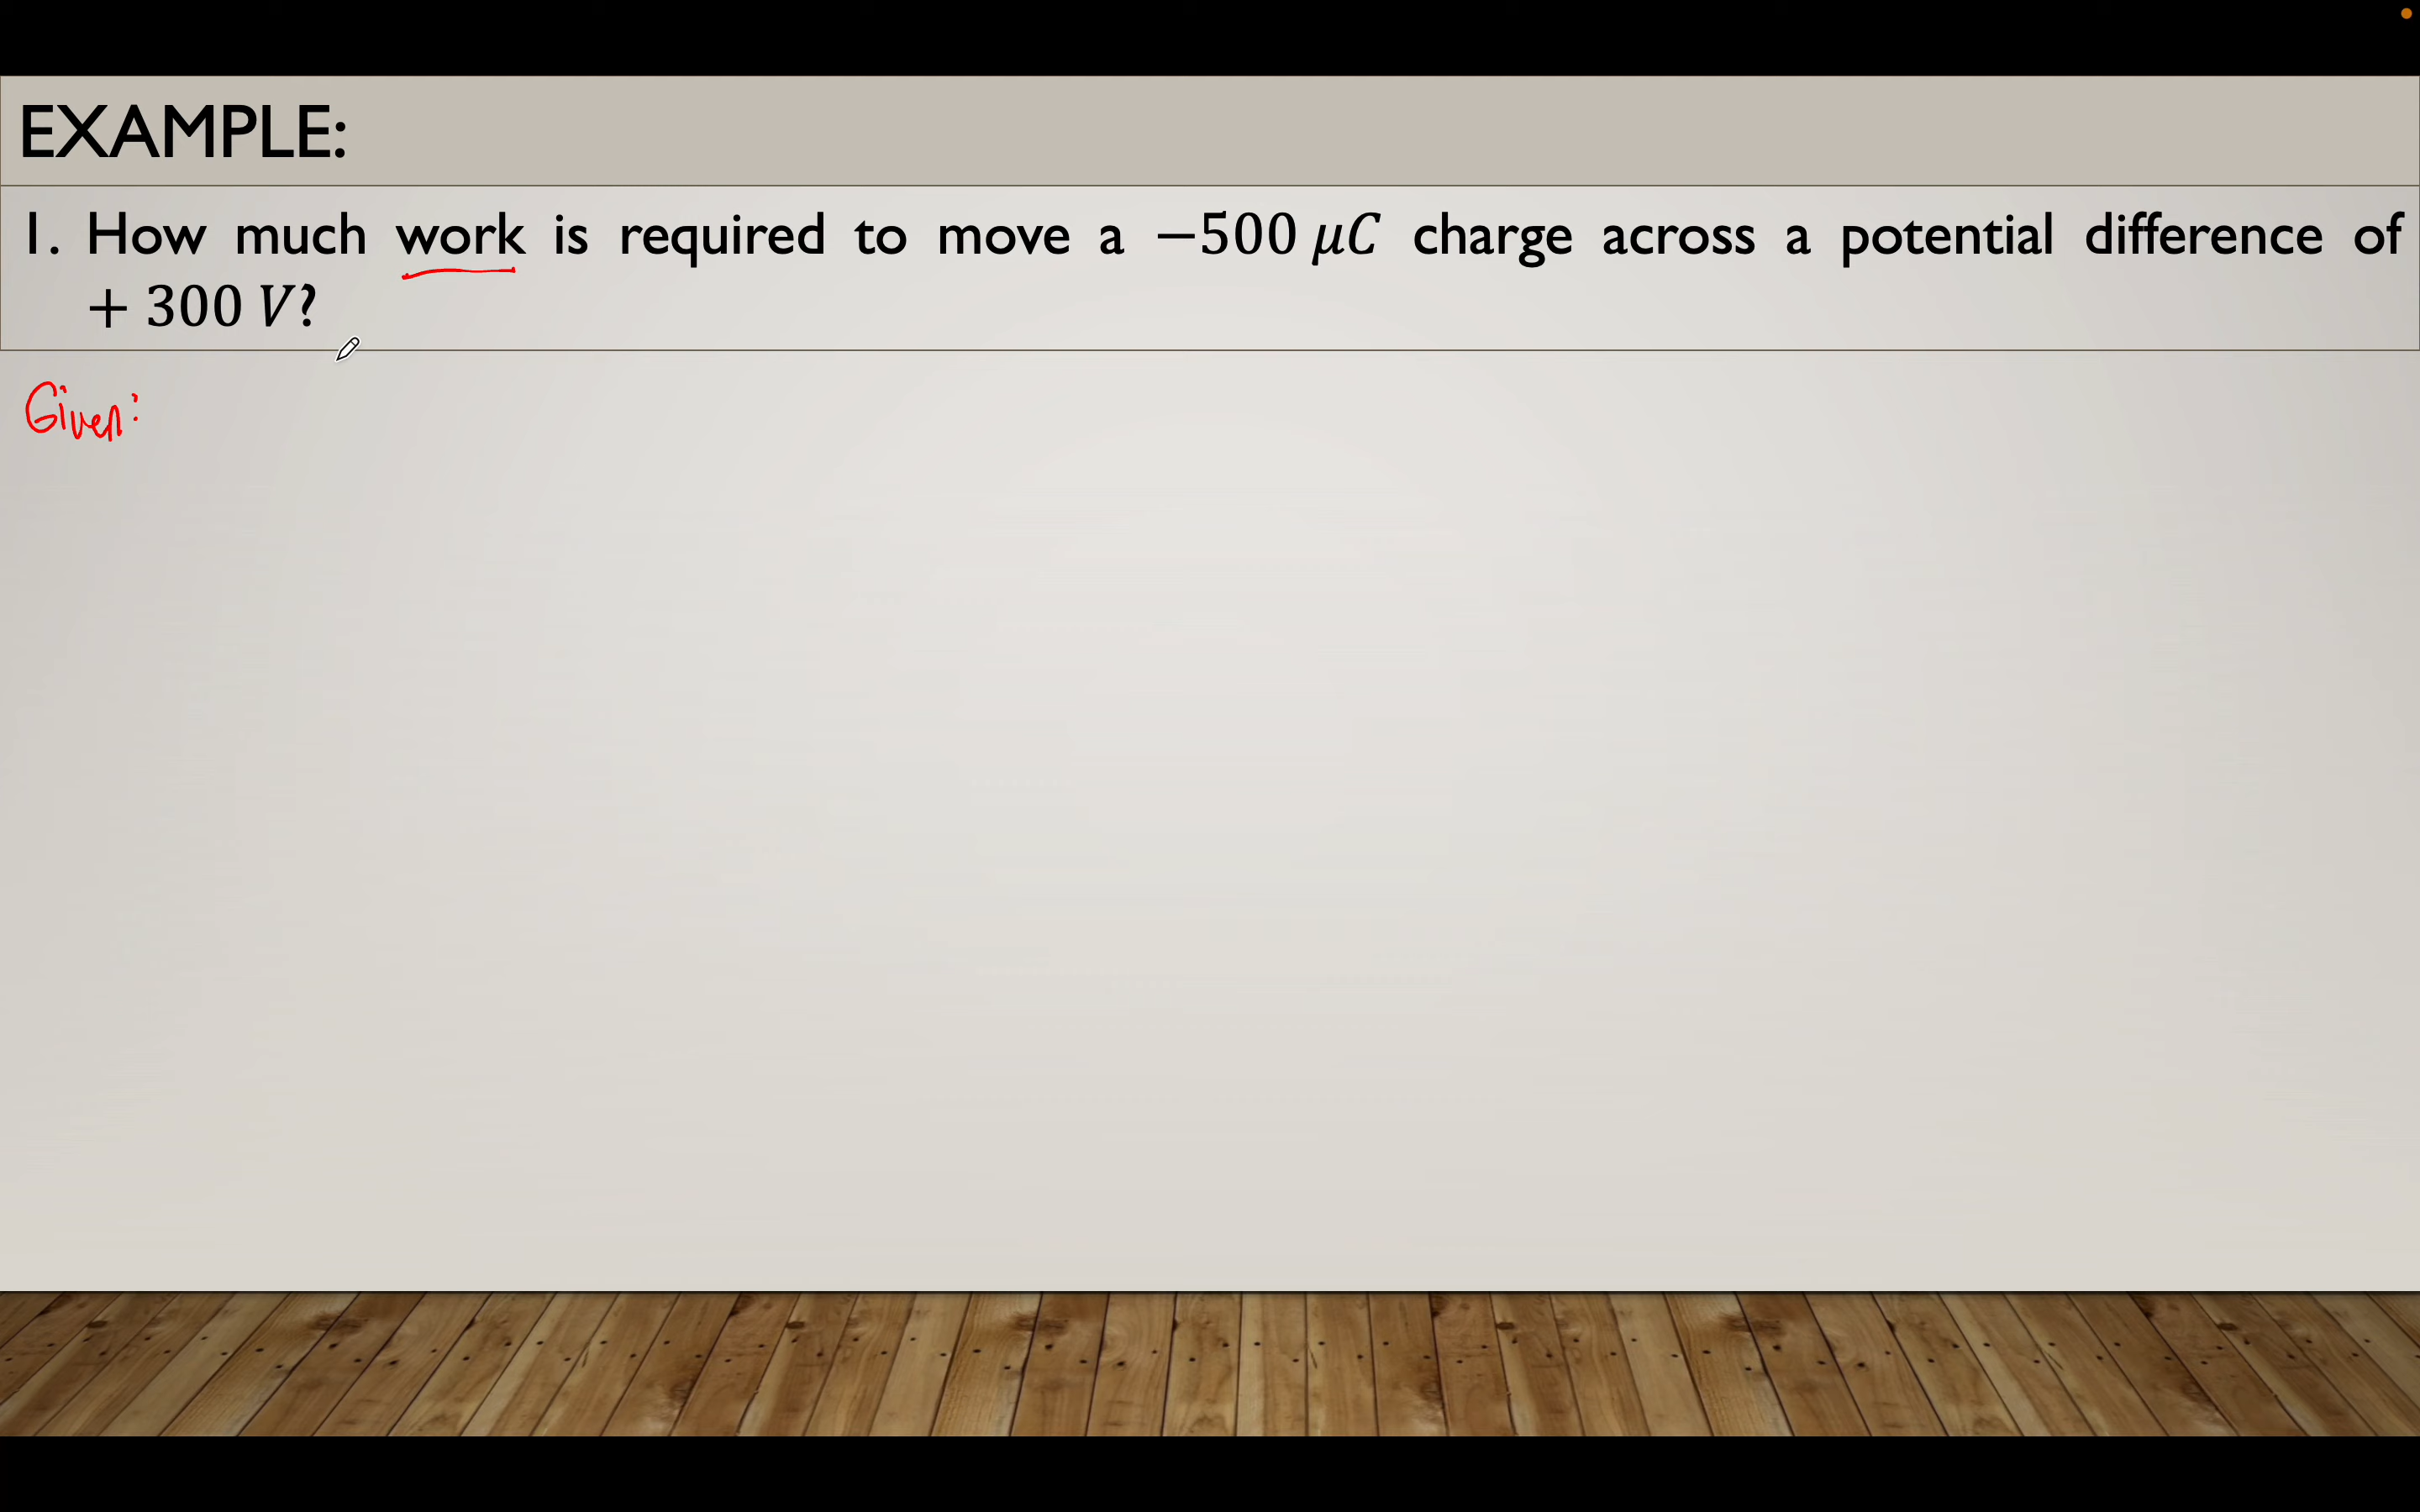 EXAMPLE:
1. How much work is required to move a −500 μC charge across a potential difference of
+ 300 V?
Given: